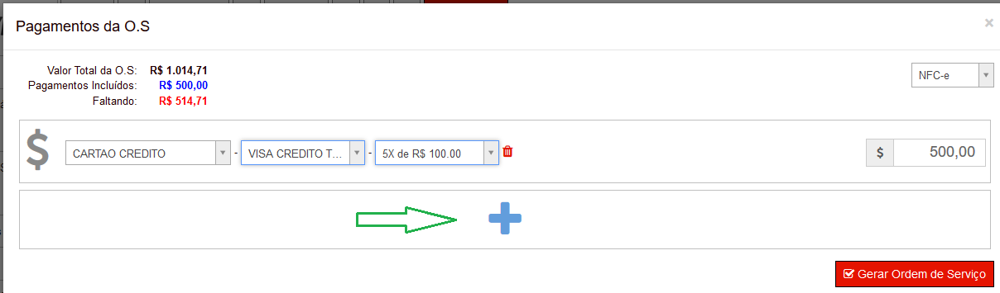 Pagamentos da O.S ×
Valor Total da O.S: R$ 1.014,71
Pagamentos Incluídos: R$ 500,00
Faltando: R$ 514,71
NFC-e
$ CARTAO CREDITO - VISA CREDITO T... - 5X de R$ 100.00 $ 500,00
Gerar Ordem de Serviço